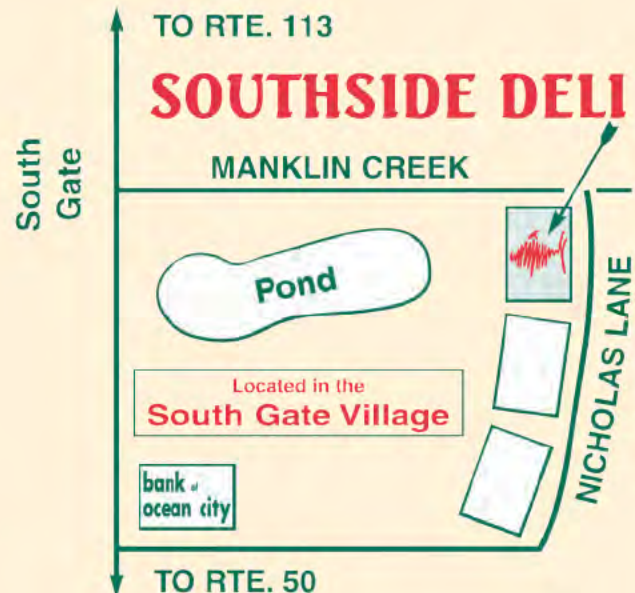 TO RTE. 113
SOUTHSIDE DELI
South
Gate
MANKLIN CREEK
Pond
NICHOLAS LANE
Located in the
South Gate Village
bank of
ocean city
TO RTE. 50